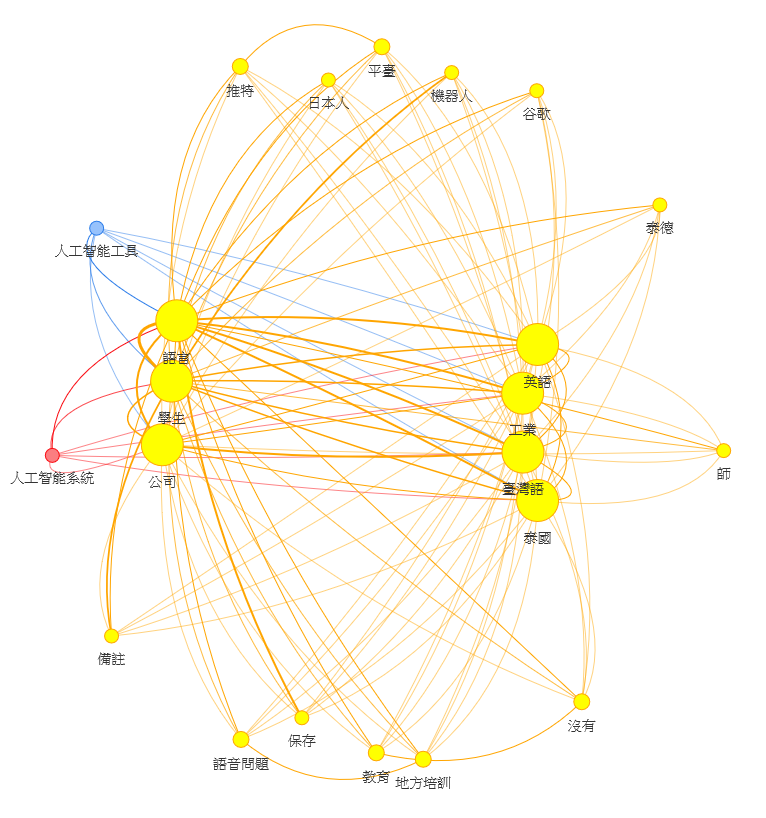 平臺
推特
日本人
機器人
谷歌
泰德
人工智能工具
語言
英語
學生
工業
人工智能系統
公司
師
臺灣語
泰國
備註
沒有
保存
語音問題
教育
地方培訓